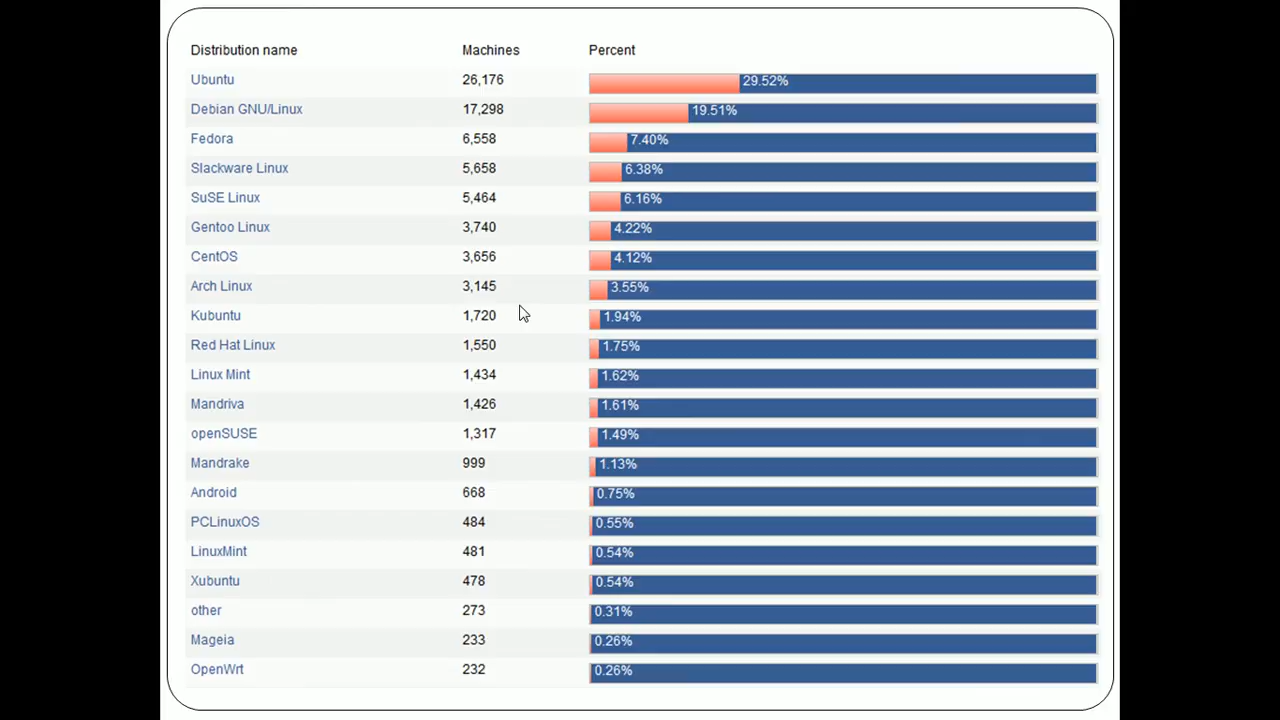 Distribution name Machines Percent
Ubuntu 26,176 29.52%
Debian GNU/Linux 17,298 19.51%
Fedora 6,558 7.40%
Slackware Linux 5,658 6.38%
SuSE Linux 5,464 6.16%
Gentoo Linux 3,740 4.22%
CentOS 3,656 4.12%
Arch Linux 3,145 3.55%
Kubuntu 1,720 1.94%
Red Hat Linux 1,550 1.75%
Linux Mint 1,434 1.62%
Mandriva 1,426 1.61%
openSUSE 1,317 1.49%
Mandrake 999 1.13%
Android 668 0.75%
PCLinuxOS 484 0.55%
LinuxMint 481 0.54%
Xubuntu 478 0.54%
other 273 0.31%
Mageia 233 0.26%
OpenWrt 232 0.26%